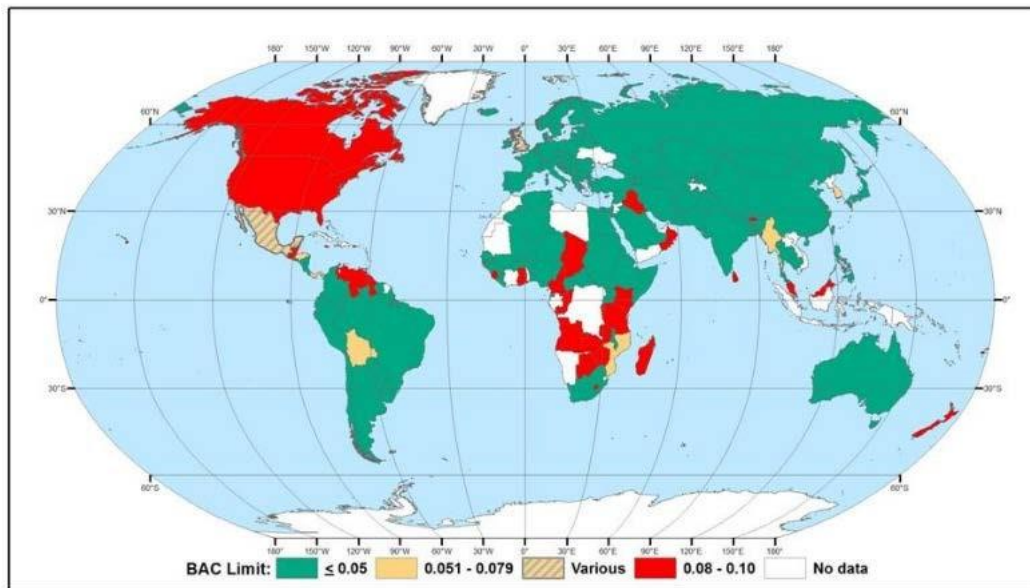 180° 150°W 120°W 90°W 60°W 30°W 0° 30°E 60°E 90°E 120°E 150°E 180°
60°N 60°N
30°N 30°N
0° 0°
30°S 30°S
60°S 60°S
180° 150°W 120°W 90°W 60°W 30°W 0° 30°E 60°E 90°E 120°E 150°E 180°
BAC Limit: ≤ 0.05 0.051 - 0.079 Various 0.08 - 0.10 No data